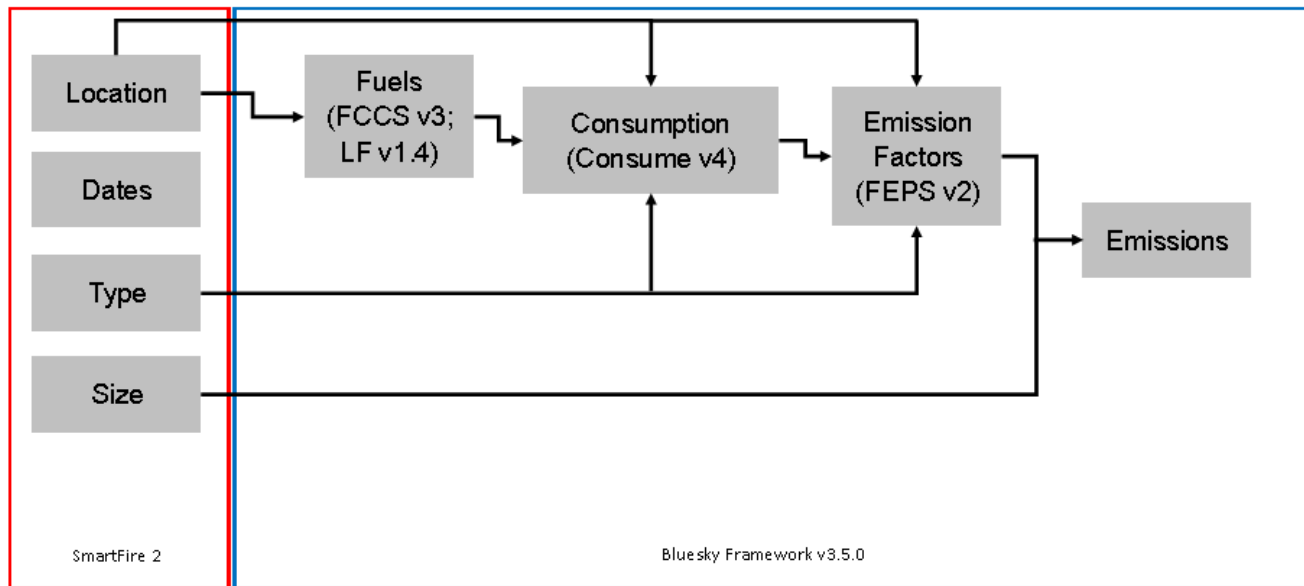 Location
Dates
Type
Size
SmartFire 2
Fuels
(FCCS v3;
LF v1.4)
Consumption
(Consume v4)
Emission
Factors
(FEPS v2)
Emissions
Bluesky Framework v3.5.0